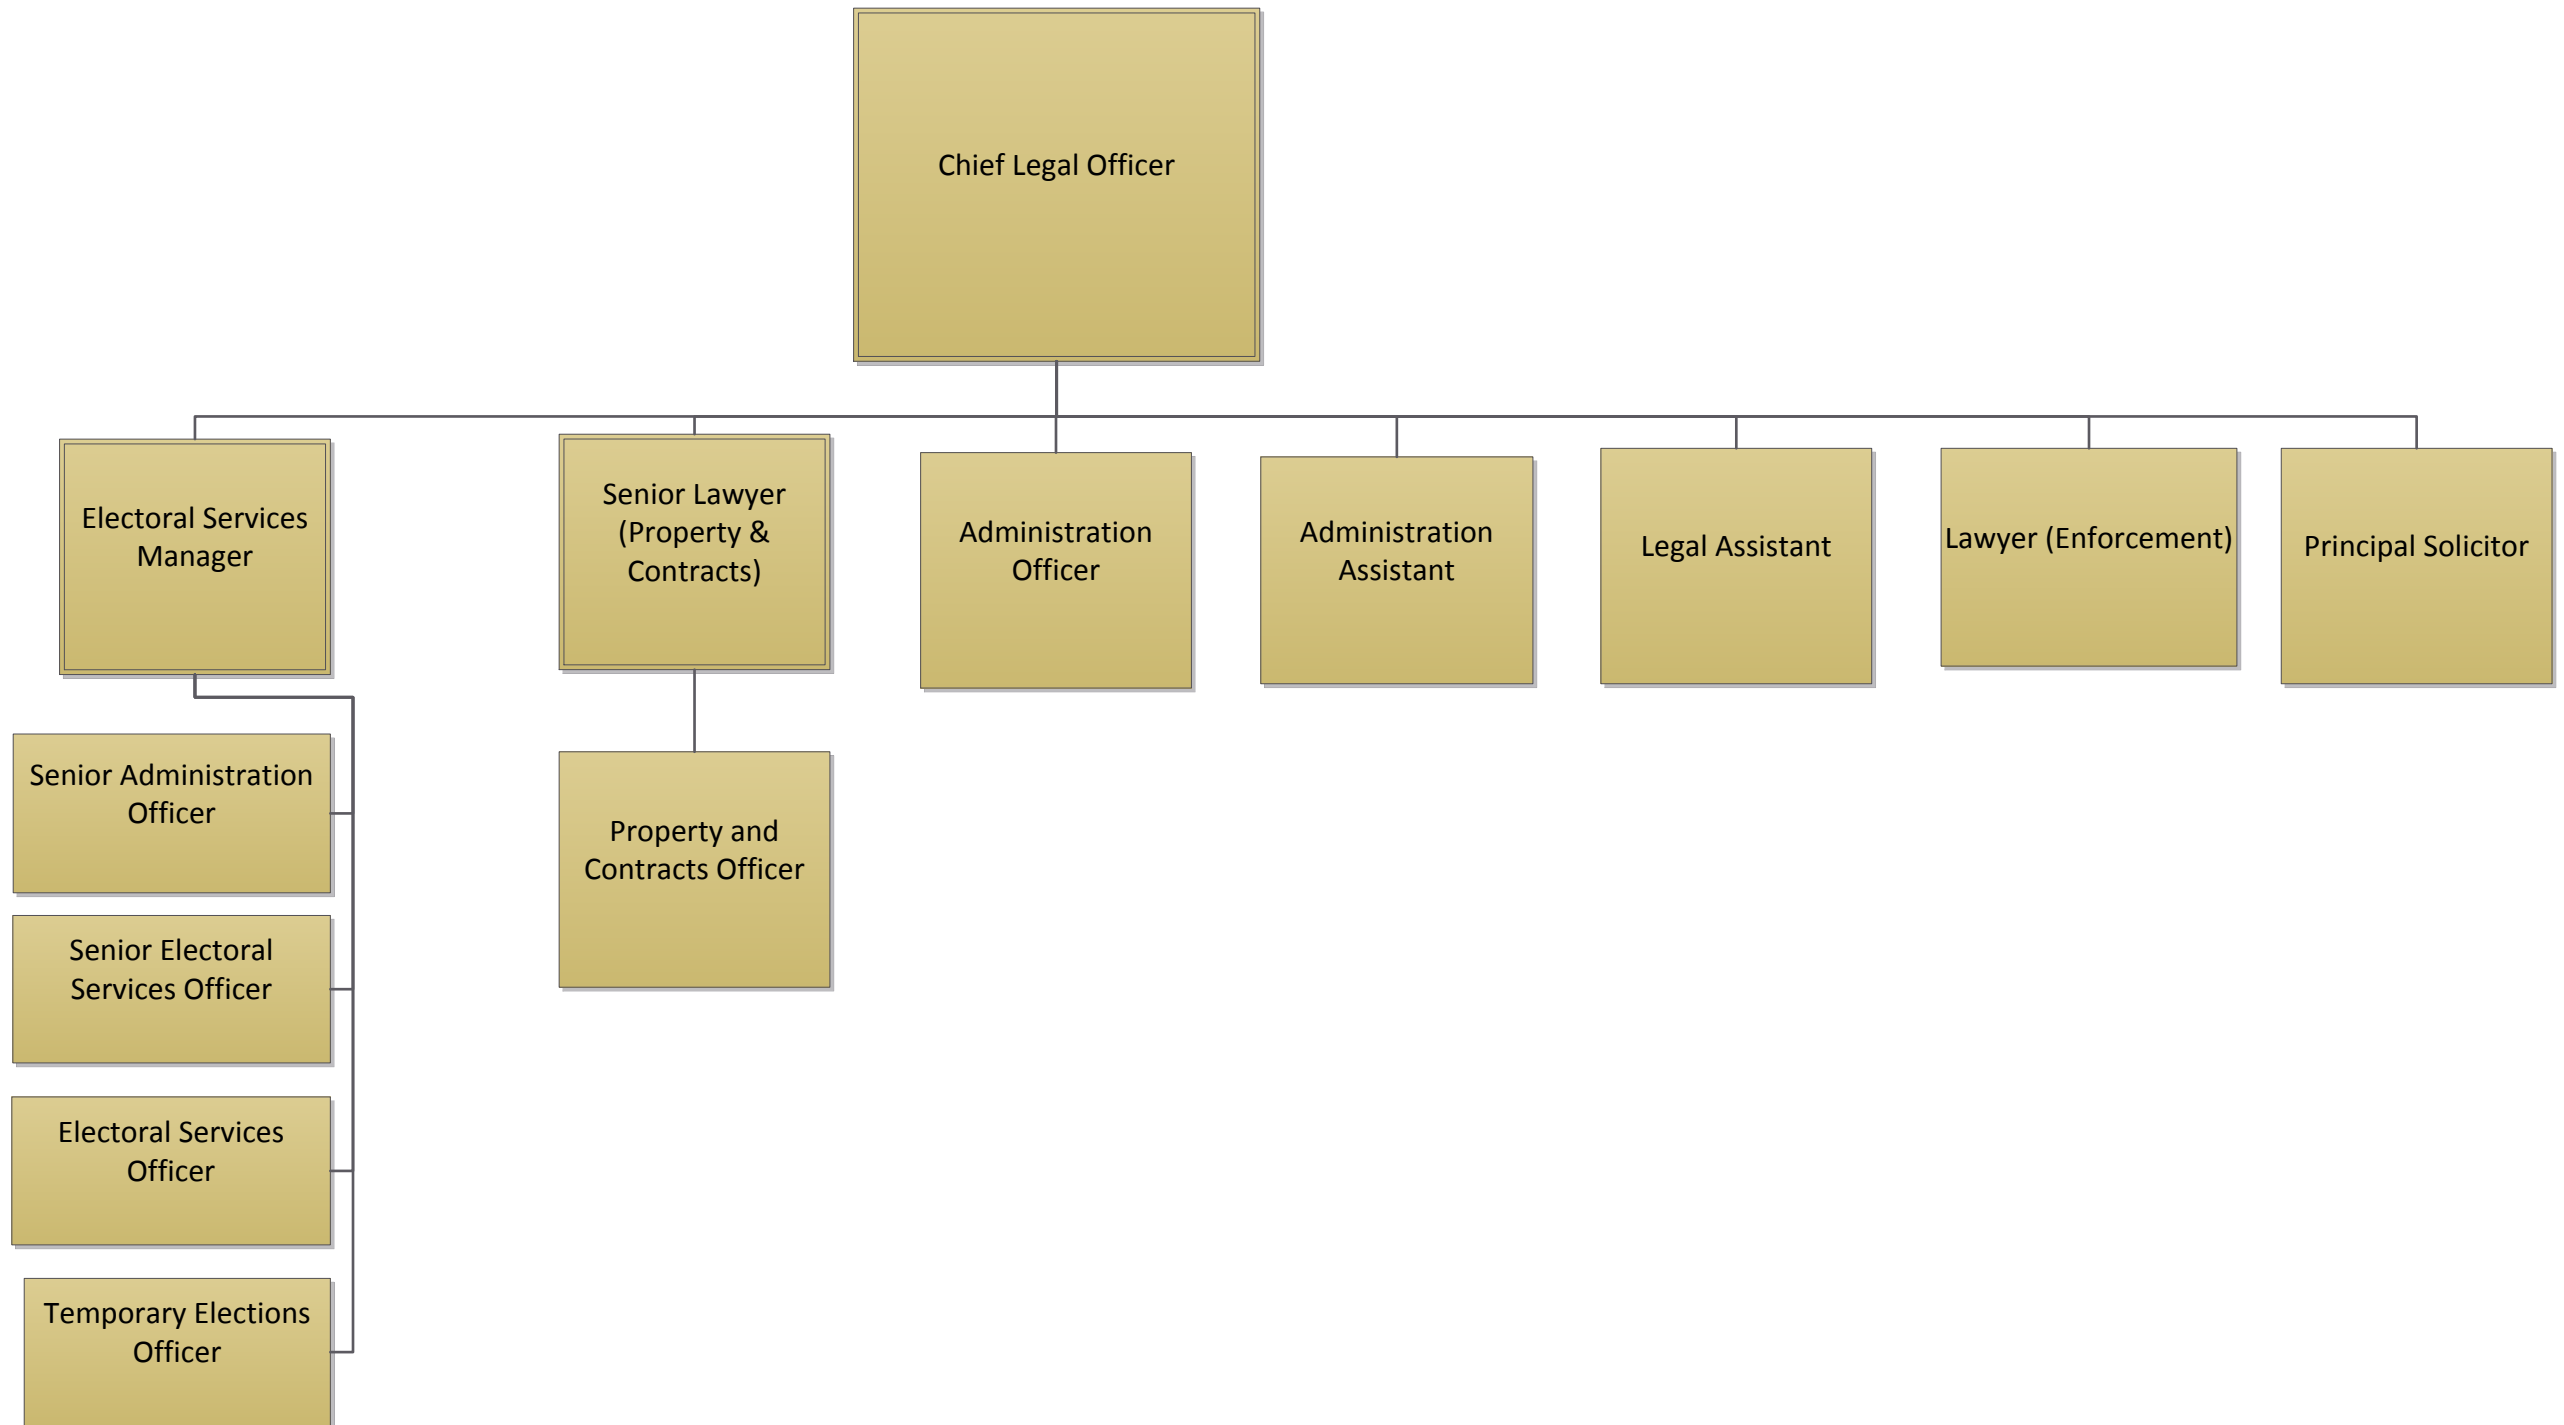 Chief Legal Officer
Electoral Services
Manager
Senior Lawyer
(Property &
Contracts)
Administration
Officer
Administration
Assistant
Legal Assistant
Lawyer (Enforcement)
Principal Solicitor
Senior Administration
Officer
Senior Electoral
Services Officer
Electoral Services
Officer
Temporary Elections
Officer
Property and
Contracts Officer